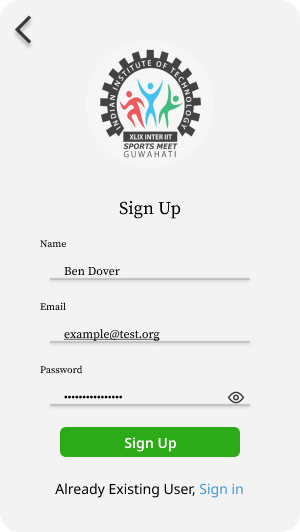 INDIAN INSTITUTE OF TECHNOLOGY
XLIX INTER IIT
SPORTS MEET
GUWAHATI
Sign Up
Name
Ben Dover
Email
example@test.org
Password
••••••••••••••••
Sign Up
Already Existing User, Sign in